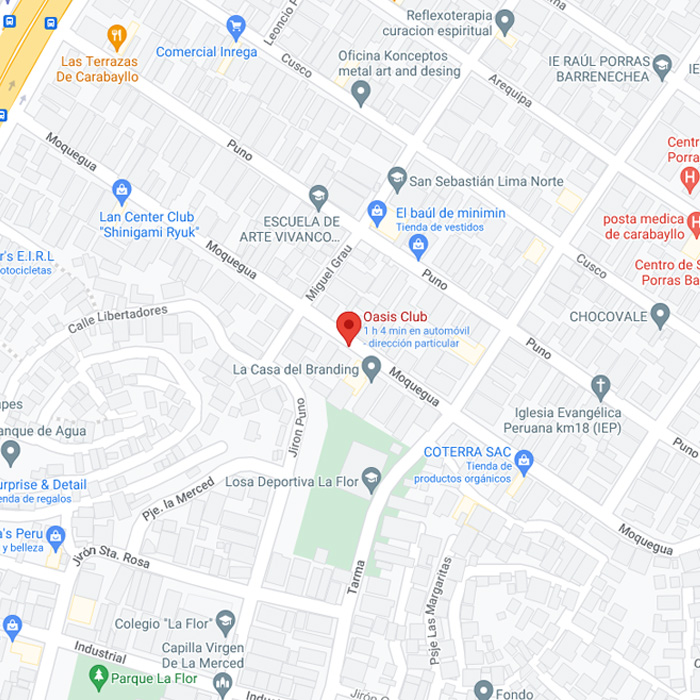 Reflexoterapia
curacion espiritual
Leoncio P
Las Terrazas
De Carabayllo
Comercial Inrega
Cusco
Oficina Konceptos
metal art and desing
IE RAÚL PORRAS
BARRENECHEA
IE
Arequipa
Moquegua
Puno
Centr
Porra
San Sebastián Lima Norte
Lan Center Club
"Shinigami Ryuk"
ESCUELA DE
ARTE VIVANCO...
El baúl de minimin
Tienda de vestidos
posta medica
de carabayllo
r's E.I.R.L
otocicletas
Moquegua
Miguel Grau
Puno
Cusco
Centro de S
Porras Ba
Calle Libertadores
Oasis Club
1 h 4 min en automóvil
- dirección particular
CHOCOVALE
Puno
La Casa del Branding
Moquegua
Iglesia Evangélica
Peruana km18 (IEP)
apes
anque de Agua
Jiron Puno
Puno
COTERRA SAC
Tienda de
productos orgánicos
urprise & Detail
enda de regalos
Pje. la Merced
Losa Deportiva La Flor
a's Peru
y belleza
Jirón Sta. Rosa
Moquegua
Tarma
Psje Las Margaritas
Colegio "La Flor"
Capilla Virgen
De La Merced
Industrial
Parque La Flor
Indus
Jirón O
Fondo
C